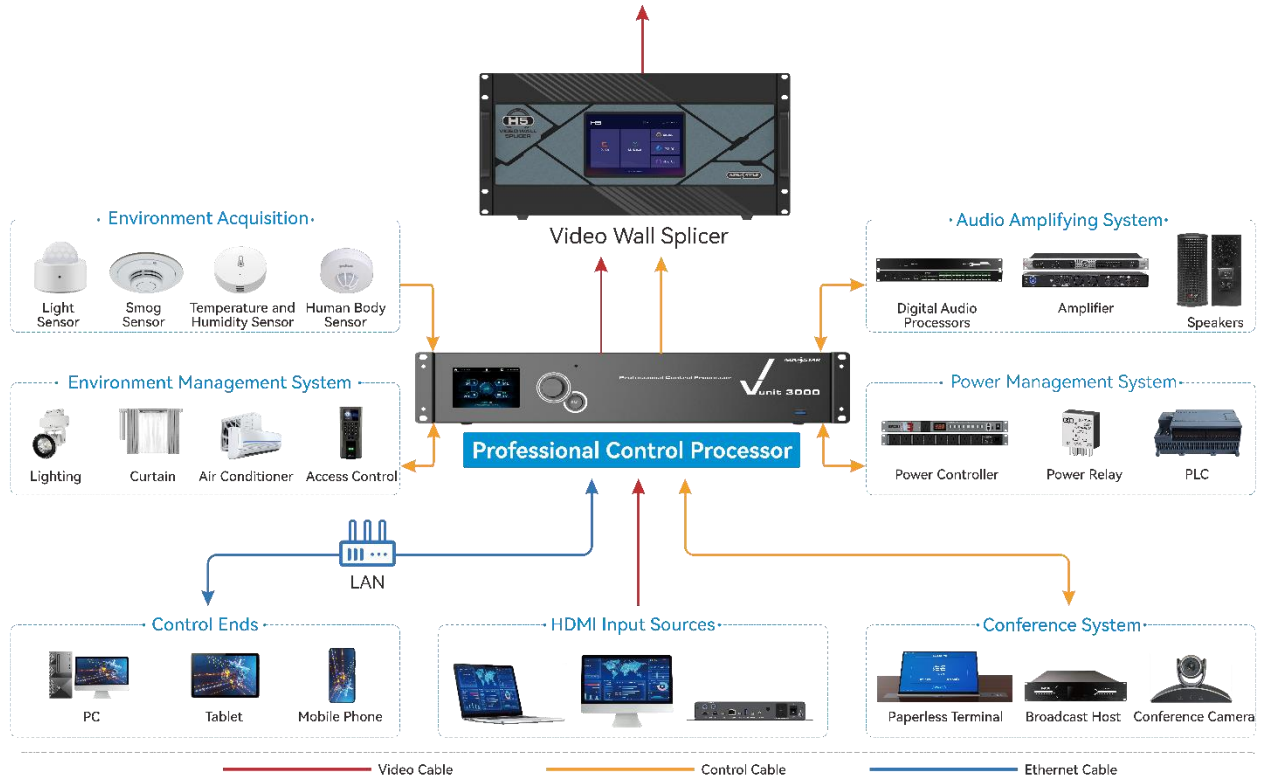 H5
VIDEO WALL
SPLICER
H5
Video Wall Splicer
Environment Acquisition
Light
Sensor
Smog
Sensor
Temperature and
Humidity Sensor
Human Body
Sensor
Audio Amplifying System
Digital Audio
Processors
Amplifier
Speakers
Professional Control Processor
NOVASTAR
Vunit 3000
Professional Control Processor
Environment Management System
Lighting
Curtain
Air Conditioner
Access Control
Power Management System
Power Controller
Power Relay
PLC
LAN
Control Ends
PC
Tablet
Mobile Phone
HDMI Input Sources
Conference System
Paperless Terminal
Broadcast Host
Conference Camera
Video Cable
Control Cable
Ethernet Cable